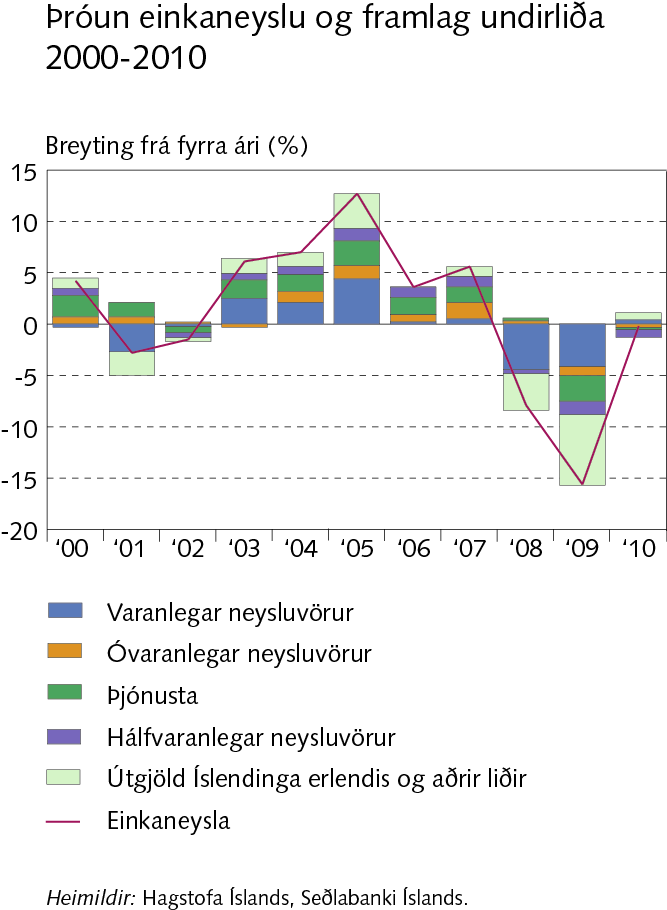 Þróun einkaneyslu og framlag undirliða
2000-2010
Breyting frá fyrra ári (%)
15
10
5
0
-5
-10
-15
-20
‘00 ‘01 ‘02 ‘03 ‘04 ‘05 ‘06 ‘07 ‘08 ‘09 ‘10
Varanlegar neysluvörur
Óvaranlegar neysluvörur
Þjónusta
Hálfvaranlegar neysluvörur
Útgjöld Íslendinga erlendis og aðrir liðir
Einkaneysla
Heimildir: Hagstofa Íslands, Seðlabanki Íslands.